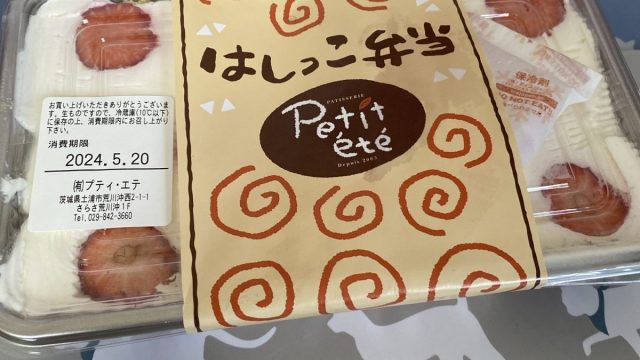 はしっこ弁当
PATISSERIE
Petit
été
Depuis 2003
保冷剤
DO NOT EAT
お買い上げいただきありがとうございま
す。生ものですので、冷蔵庫(10℃以下)
に保存の上、消費期限内にお召し上がり
下さい。
消費期限
2024.5.20
㈲プティ・エテ
茨城県土浦市荒川沖西2-1-1
さらさ荒川沖1F
Tel.029-842-3660